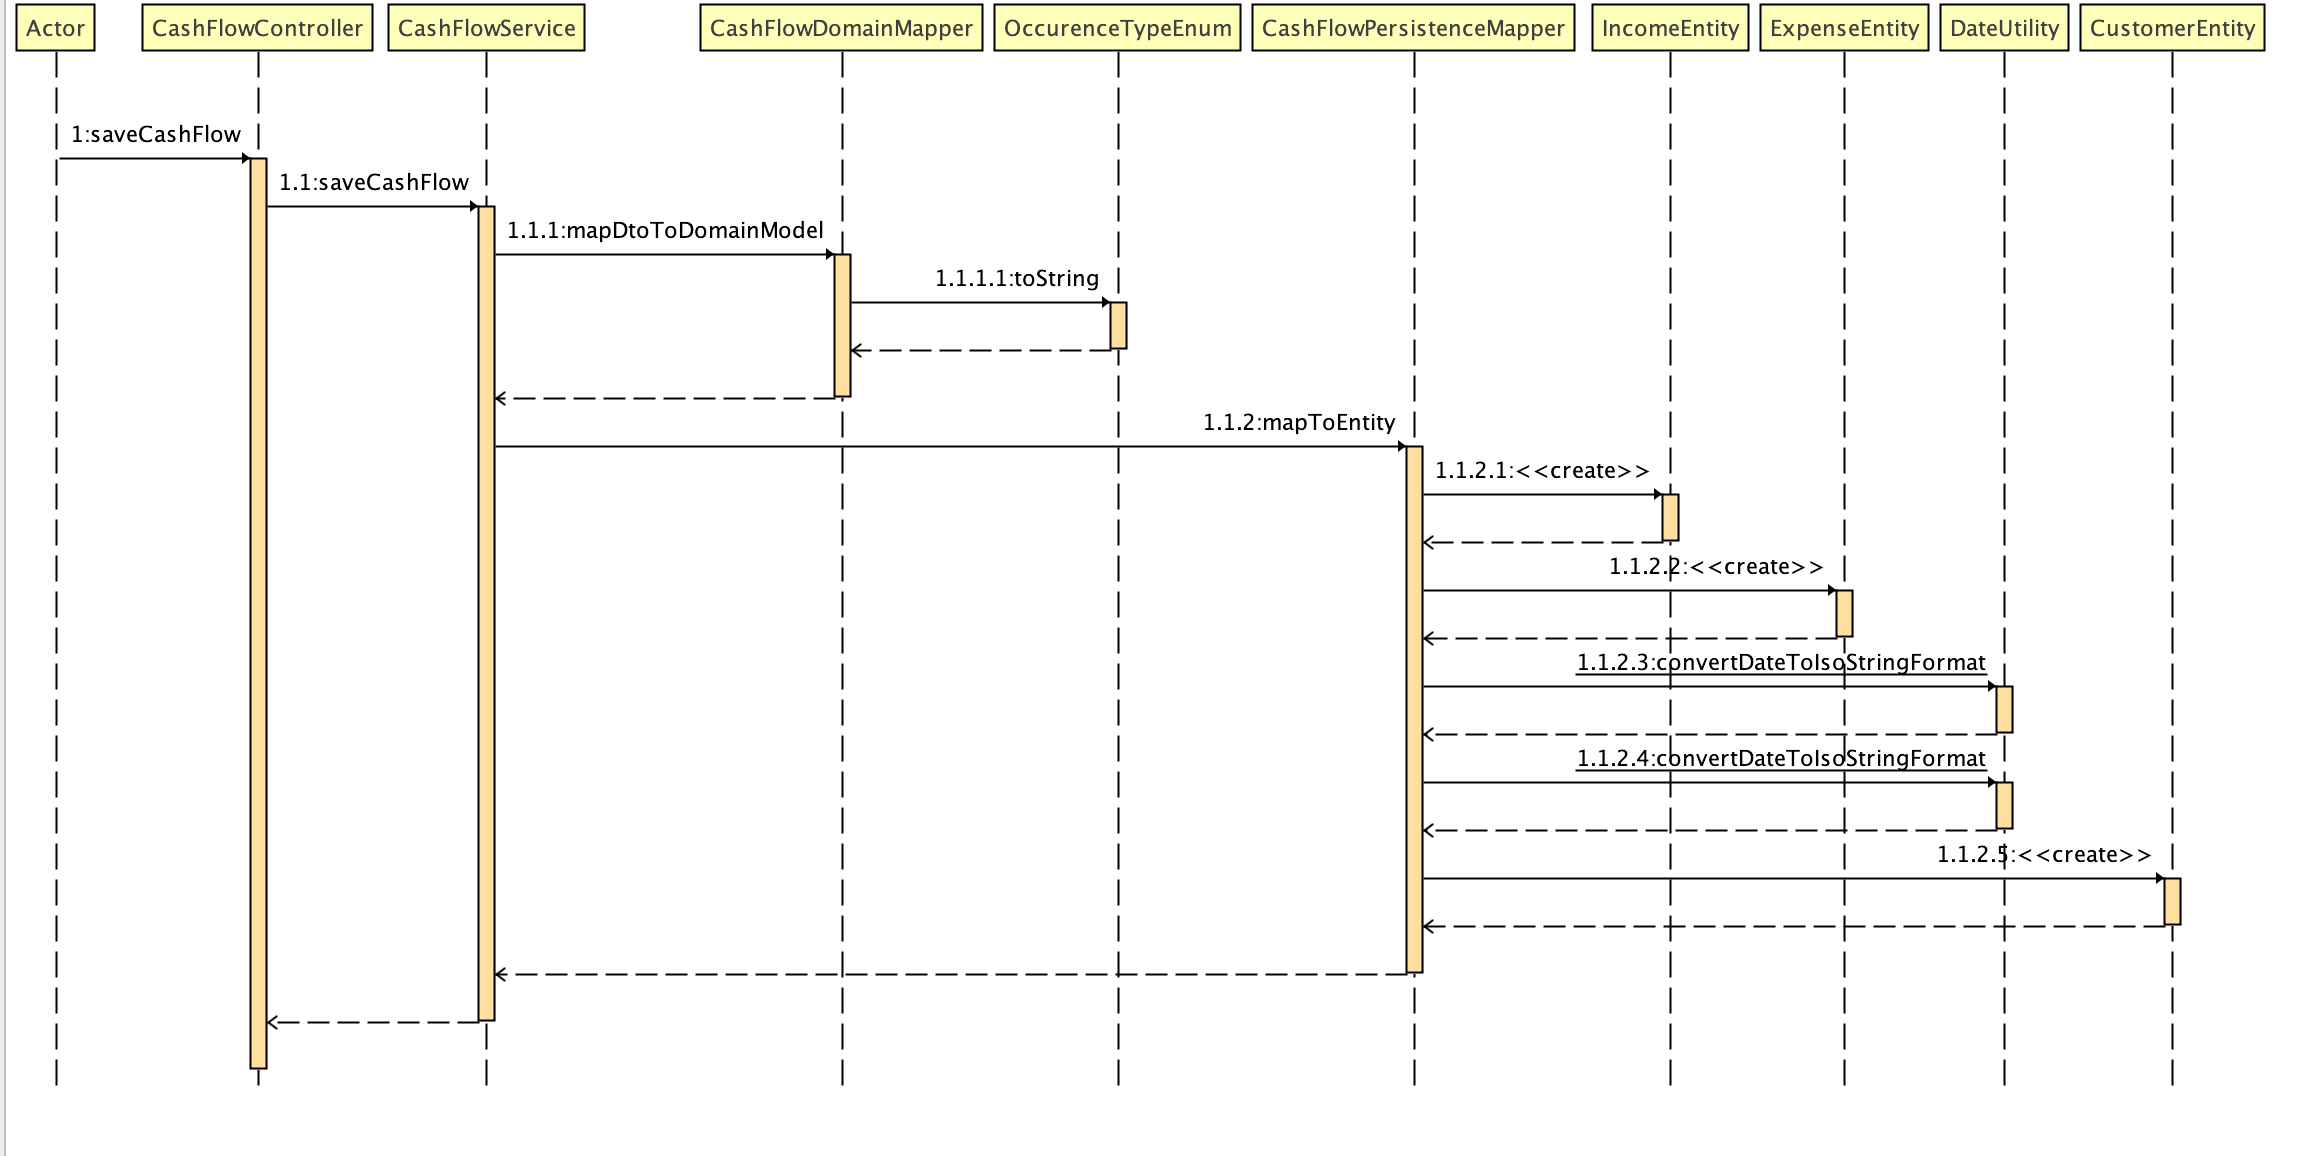 Actor CashFlowController CashFlowService CashFlowDomainMapper OccurenceTypeEnum CashFlowPersistenceMapper IncomeEntity ExpenseEntity DateUtility CustomerEntity
1:saveCashFlow
1.1:saveCashFlow
1.1.1:mapDtoToDomainModel
1.1.1.1:toString
1.1.2:mapToEntity
1.1.2.1:<<create>>
1.1.2.2:<<create>>
1.1.2.3:convertDateToIsoStringFormat
1.1.2.4:convertDateToIsoStringFormat
1.1.2.5:<<create>>